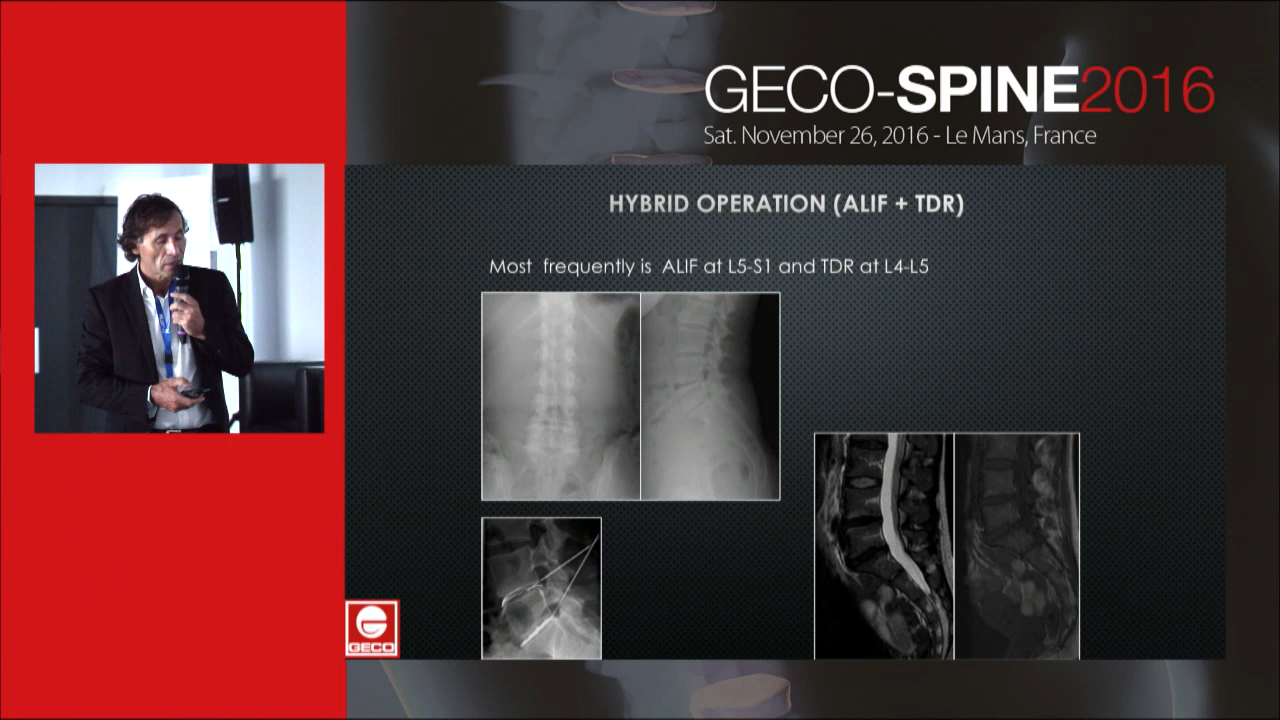 GECO-SPINE2016
Sat. November 26, 2016 - Le Mans, France
HYBRID OPERATION (ALIF + TDR)
Most frequently is ALIF at L5-S1 and TDR at L4-L5
GECO